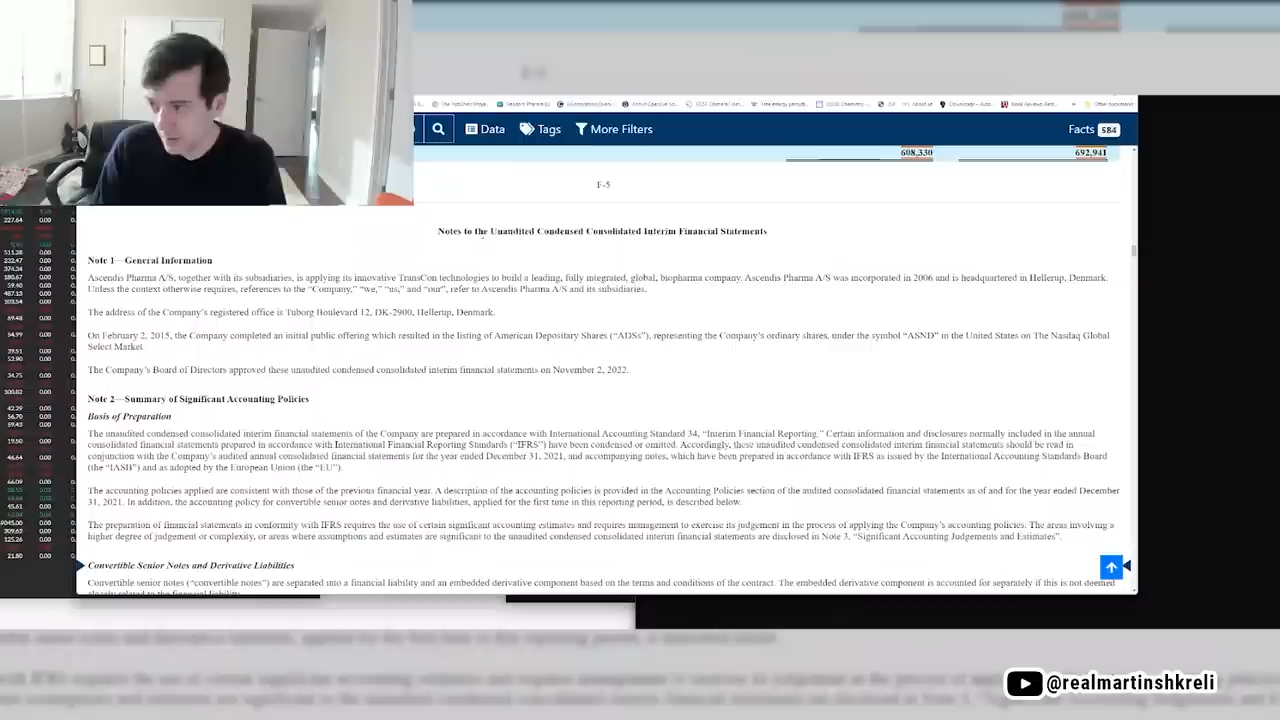 Data
Tags
More Filters
Facts 584
608,330 692,941
F-5
Notes to the Unaudited Condensed Consolidated Interim Financial Statements
Note 1—General Information
Ascendis Pharma A/S, together with its subsidiaries, is applying its innovative TransCon technologies to build a leading, fully integrated, global, biopharma company. Ascendis Pharma A/S was incorporated in 2006 and is headquartered in Hellerup, Denmark.
Unless the context otherwise requires, references to the “Company,” “we,” “us,” and “our”, refer to Ascendis Pharma A/S and its subsidiaries.
The address of the Company’s registered office is Tuborg Boulevard 12, DK-2900, Hellerup, Denmark.
On February 2, 2015, the Company completed an initial public offering which resulted in the listing of American Depositary Shares (“ADSs”), representing the Company’s ordinary shares, under the symbol “ASND” in the United States on The Nasdaq Global
Select Market.
The Company’s Board of Directors approved these unaudited condensed consolidated interim financial statements on November 2, 2022.
Note 2—Summary of Significant Accounting Policies
Basis of Preparation
The unaudited condensed consolidated interim financial statements of the Company are prepared in accordance with International Accounting Standard 34, “Interim Financial Reporting.” Certain information and disclosures normally included in the annual
consolidated financial statements prepared in accordance with International Financial Reporting Standards (“IFRS”) have been condensed or omitted. Accordingly, these unaudited condensed consolidated interim financial statements should be read in
conjunction with the Company’s audited annual consolidated financial statements for the year ended December 31, 2021, and accompanying notes, which have been prepared in accordance with IFRS as issued by the International Accounting Standards Board
(the “IASB”) and as adopted by the European Union (the “EU”).
The accounting policies applied are consistent with those of the previous financial year. A description of the accounting policies is provided in the Accounting Policies section of the audited consolidated financial statements as of and for the year ended December
31, 2021. In addition, the accounting policy for convertible senior notes and derivative liabilities, applied for the first time in this reporting period, is described below.
The preparation of financial statements in conformity with IFRS requires the use of certain significant accounting estimates and requires management to exercise its judgement in the process of applying the Company’s accounting policies. The areas involving a
higher degree of judgement or complexity, or areas where assumptions and estimates are significant to the unaudited condensed consolidated interim financial statements are disclosed in Note 3, “Significant Accounting Judgements and Estimates”.
Convertible Senior Notes and Derivative Liabilities
Convertible senior notes (“convertible notes”) are separated into a financial liability and an embedded derivative component based on the terms and conditions of the contract. The embedded derivative component is accounted for separately if this is not deemed
closely related to the financial liability.
@realmartinshkreli